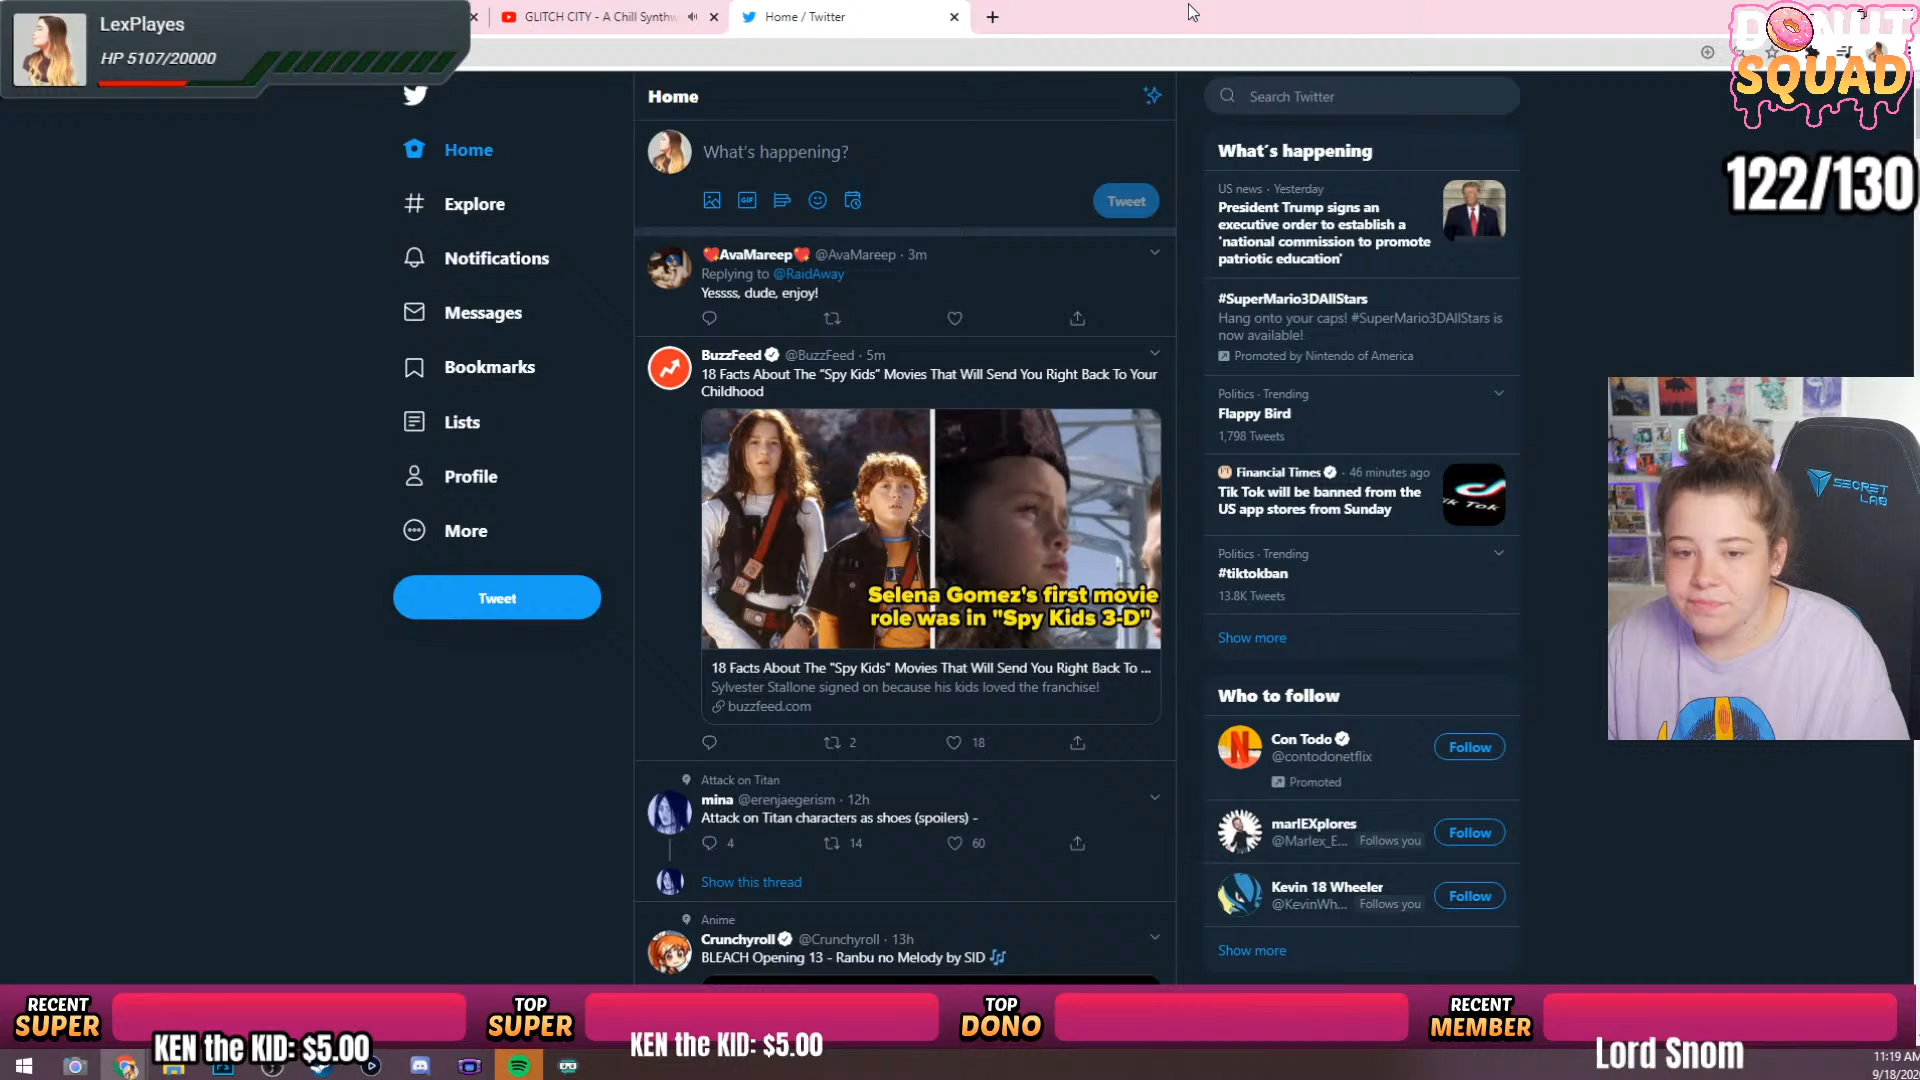 LexPlayes
HP 5107/20000
GLITCH CITY - A Chill Synthw
Home / Twitter
DONUT
SQUAD
122/130
Home
Explore
Notifications
Messages
Bookmarks
Lists
Profile
More
Tweet
Home
What's happening?
GIF
Tweet
AvaMareep @AvaMareep · 3m
Replying to @RaidAway
Yessss, dude, enjoy!
BuzzFeed @BuzzFeed · 5m
18 Facts About The "Spy Kids" Movies That Will Send You Right Back To Your
Childhood
Selena Gomez's first movie
role was in "Spy Kids 3-D"
18 Facts About The "Spy Kids" Movies That Will Send You Right Back To ...
Sylvester Stallone signed on because his kids loved the franchise!
buzzfeed.com
2
18
Attack on Titan
mina @erenjaegerism · 12h
Attack on Titan characters as shoes (spoilers) -
4
14
60
Show this thread
Anime
Crunchyroll @Crunchyroll · 13h
BLEACH Opening 13 - Ranbu no Melody by SID
Search Twitter
What's happening
US news · Yesterday
President Trump signs an
executive order to establish a
'national commission to promote
patriotic education'
#SuperMario3DAllStars
Hang onto your caps! #SuperMario3DAllStars is
now available!
Promoted by Nintendo of America
Politics · Trending
Flappy Bird
1,798 Tweets
Financial Times · 46 minutes ago
Tik Tok will be banned from the
US app stores from Sunday
Politics · Trending
#tiktokban
13.8K Tweets
Show more
Who to follow
Con Todo
@contodonetflix
Promoted
Follow
marlEXplores
@Marlex_E... Follows you
Follow
Kevin 18 Wheeler
@KevinWh... Follows you
Follow
Show more
SECRET
LAB
RECENT
SUPER
KEN the KID: $5.00
TOP
SUPER
KEN the KID: $5.00
TOP
DONO
RECENT
MEMBER
Lord Snom
11:19 AM